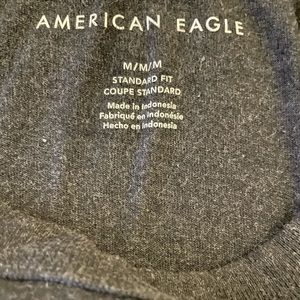 AMERICAN EAGLE
M/M/M
STANDARD FIT
COUPE STANDARD
Made in Indonesia
Fabriqué en Indonésie
Hecho en Indonesia